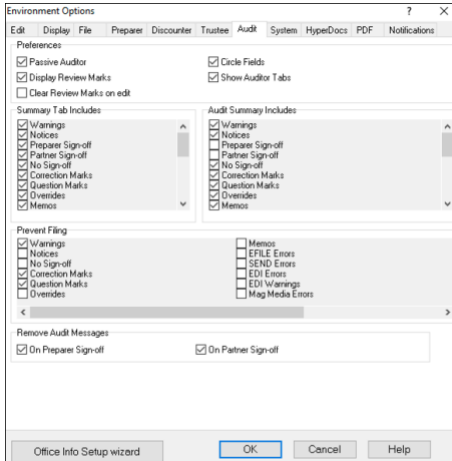 Environment Options ? X
Edit Display File Preparer Discounter Trustee Audit System HyperDocs PDF Notifications
Preferences
Passive Auditor Circle Fields
Display Review Marks Show Auditor Tabs
Clear Review Marks on edit
Summary Tab Includes Audit Summary Includes
Warnings Warnings
Notices Notices
Preparer Sign-off Preparer Sign-off
Partner Sign-off Partner Sign-off
No Sign-off No Sign-off
Correction Marks Correction Marks
Question Marks Question Marks
Overrides Overrides
Memos Memos
Prevent Filing
Warnings Memos
Notices EFILE Errors
No Sign-off SEND Errors
Correction Marks EDI Errors
Question Marks EDI Warnings
Overrides Mag Media Errors
Remove Audit Messages
On Preparer Sign-off On Partner Sign-off
Office Info Setup wizard OK Cancel Help